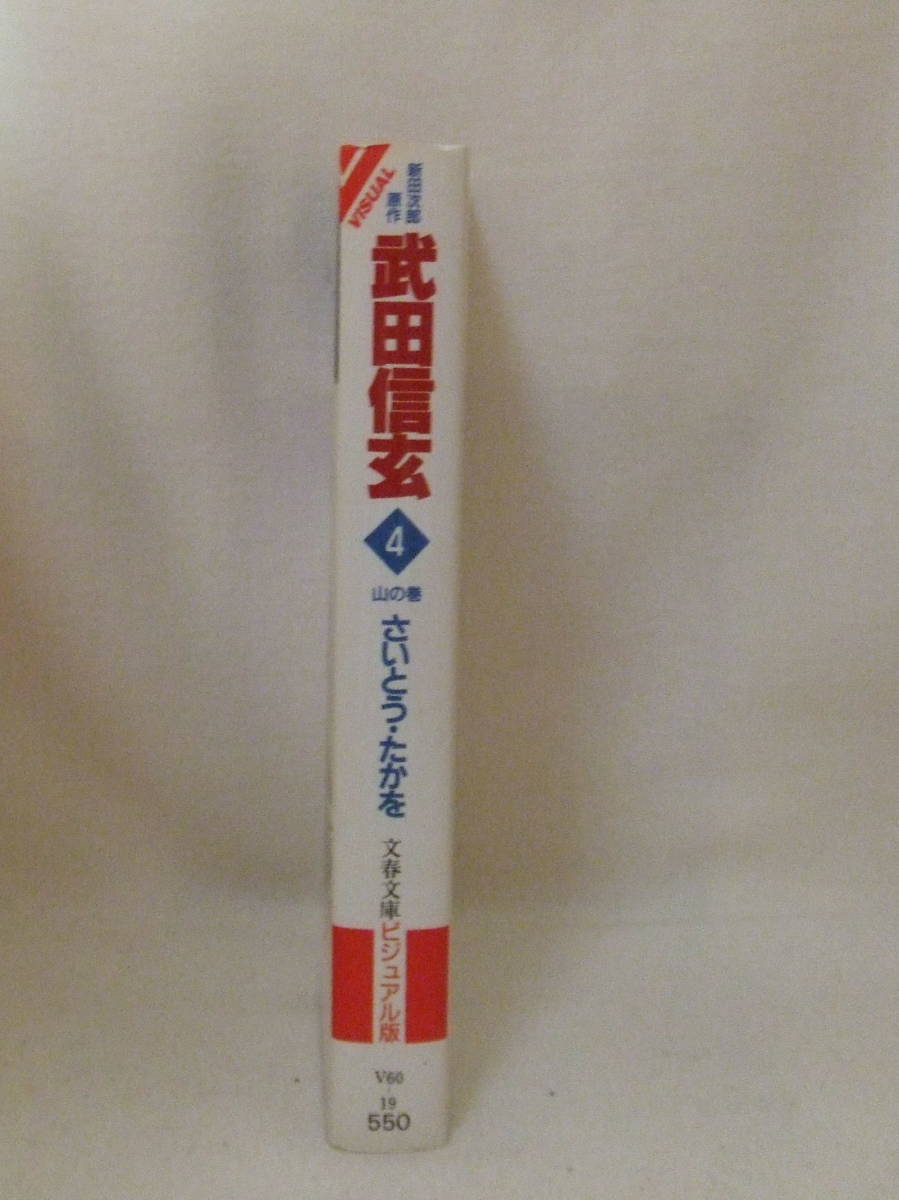 VISUAL
新田次郎
原作
武田信玄
4
山の巻
さいとう・たかを
文春文庫ビジュアル版
V60
-
19
550